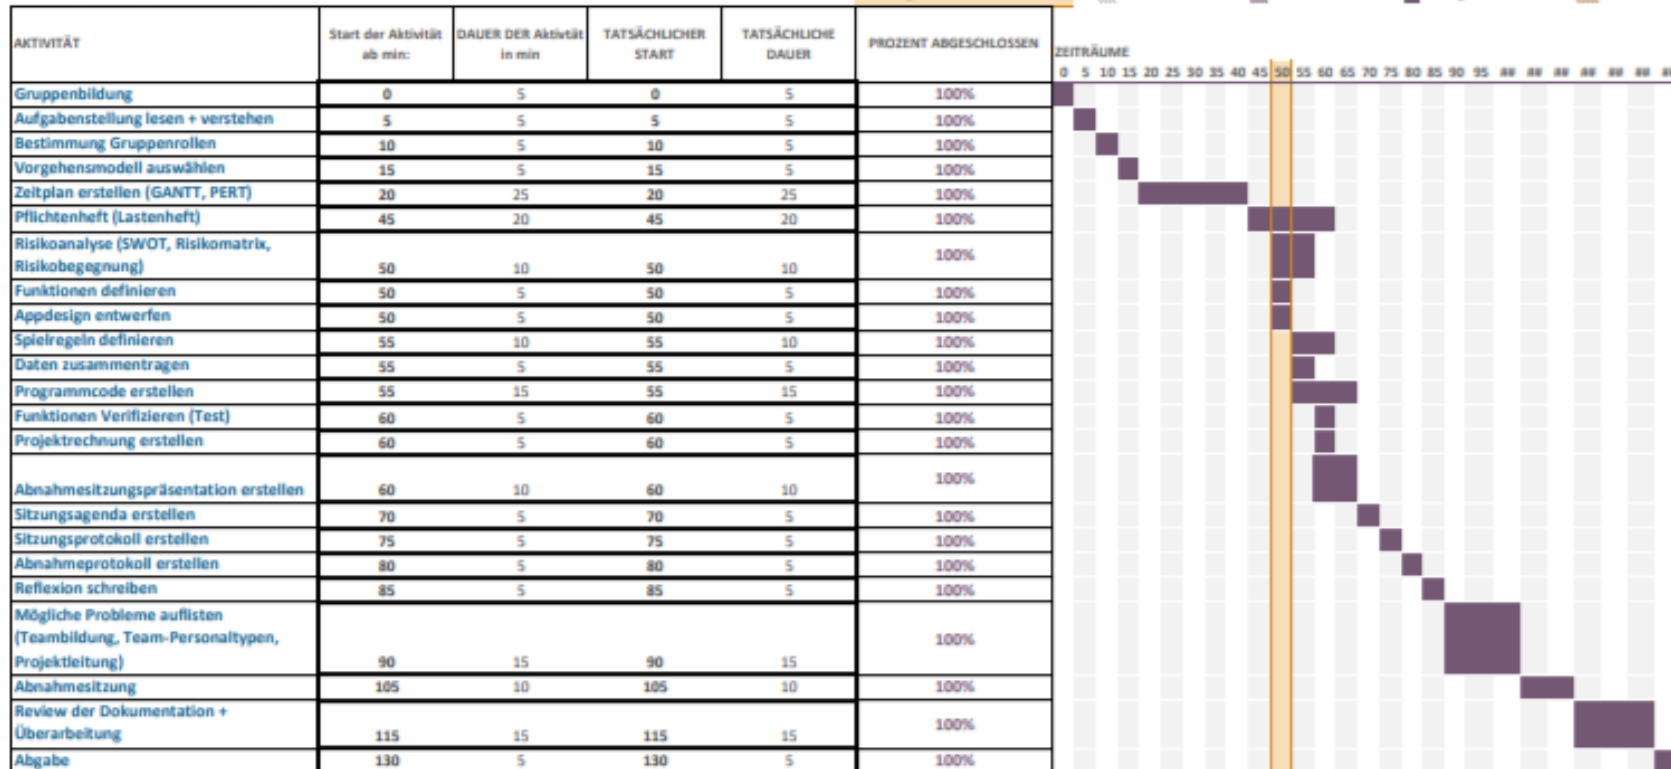 AKTIVITÄT
Start der Aktivität ab min:
DAUER DER Aktivtät in min
TATSÄCHLICHER START
TATSÄCHLICHE DAUER
PROZENT ABGESCHLOSSEN
ZEITRÄUME
0 5 10 15 20 25 30 35 40 45 50 55 60 65 70 75 80 85 90 95 ## ## ## ## ## ## ##
Gruppenbildung 0 5 0 5 100%
Aufgabenstellung lesen + verstehen 5 5 5 5 100%
Bestimmung Gruppenrollen 10 5 10 5 100%
Vorgehensmodell auswählen 15 5 15 5 100%
Zeitplan erstellen (GANTT, PERT) 20 25 20 25 100%
Pflichtenheft (Lastenheft) 45 20 45 20 100%
Risikoanalyse (SWOT, Risikomatrix,
Risikobegegnung) 50 10 50 10 100%
Funktionen definieren 50 5 50 5 100%
Appdesign entwerfen 50 5 50 5 100%
Spielregeln definieren 55 10 55 10 100%
Daten zusammentragen 55 5 55 5 100%
Programmcode erstellen 55 15 55 15 100%
Funktionen Verifizieren (Test) 60 5 60 5 100%
Projektrechnung erstellen 60 5 60 5 100%
Abnahmesitzungspräsentation erstellen 60 10 60 10 100%
Sitzungsagenda erstellen 70 5 70 5 100%
Sitzungsprotokoll erstellen 75 5 75 5 100%
Abnahmeprotokoll erstellen 80 5 80 5 100%
Reflexion schreiben 85 5 85 5 100%
Mögliche Probleme auflisten
(Teambildung, Team-Personaltypen,
Projektleitung) 90 15 90 15 100%
Abnahmesitzung 105 10 105 10 100%
Review der Dokumentation +
Überarbeitung 115 15 115 15 100%
Abgabe 130 5 130 5 100%